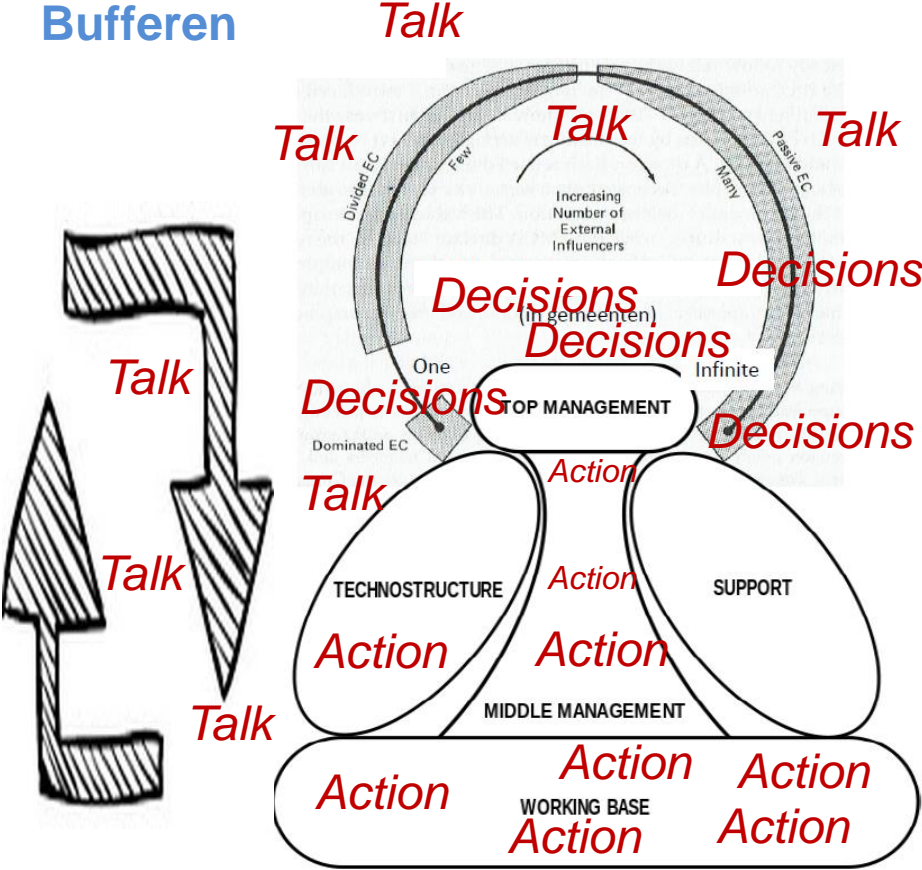 Bufferen
Talk
Talk
Talk
Talk
Divided EC
Few
Many
Passive EC
Increasing
Number of
External
Influencers
Decisions
Decisions
(in gemeenten)
Decisions
One
Infinite
Talk
Decisions
TOP MANAGEMENT
Decisions
Dominated EC
Action
Talk
Talk
Action
TECHNOSTRUCTURE
SUPPORT
Action
Action
Talk
MIDDLE MANAGEMENT
Action
Action
Action
WORKING BASE
Action
Action